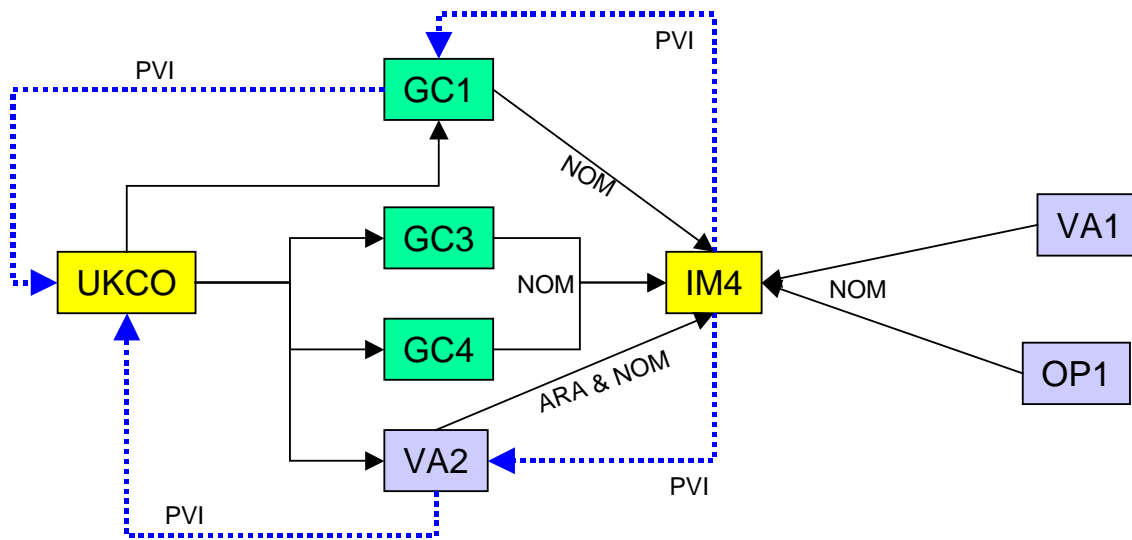 PVI
PVI
GC1
NOM
GC3
VA1
UKCO
NOM
IM4
NOM
GC4
OP1
ARA & NOM
VA2
PVI
PVI